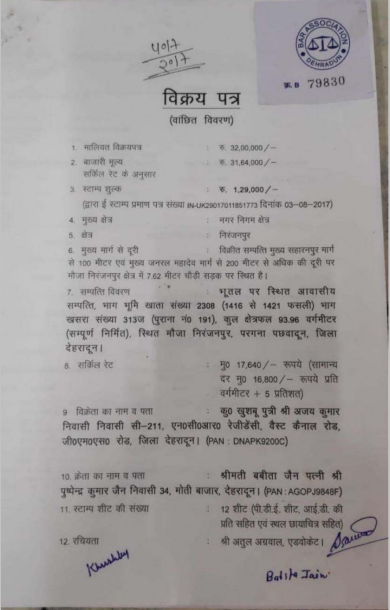 4017
2017
BAR ASSOCIATION
DEHRADUN
क्र. B 79830
विक्रय पत्र
(वांछित विवरण)
1. मालियत विक्रयपत्र : रु. 32,00,000/-
2. बाजारी मूल्य : रु. 31,64,000/-
सर्किल रेट के अनुसार
3. स्टाम्प शुल्क : रु. 1,29,000/-
(द्वारा ई स्टाम्प प्रमाण पत्र संख्या IN-UK29017011851773 दिनांक 03-08-2017)
4. मुख्य क्षेत्र : नगर निगम क्षेत्र
5. क्षेत्र : निरंजनपुर
6. मुख्य मार्ग से दूरी : विक्रीत सम्पत्ति मुख्य सहारनपुर मार्ग
से 100 मीटर एवं मुख्य जनरल महादेव मार्ग से 200 मीटर से अधिक की दूरी पर
मौजा निरंजनपुर क्षेत्र में 7.62 मीटर चौड़ी सड़क पर स्थित है।
7. सम्पत्ति विवरण : भूतल पर स्थित आवासीय
सम्पत्ति, भाग भूमि खाता संख्या 2308 (1416 से 1421 फसली) भाग
खसरा संख्या 313ज (पुराना नं0 191), कुल क्षेत्रफल 93.96 वर्गमीटर
(सम्पूर्ण निर्मित), स्थित मौजा निरंजनपुर, परगना पछवादून, जिला
देहरादून।
8. सर्किल रेट : मु0 17,640/- रूपये (सामान्य
दर मु0 16,800/- रूपये प्रति
वर्गमीटर + 5 प्रतिशत)
9 विक्रेता का नाम व पता : कु0 खुशबू पुत्री श्री अजय कुमार
निवासी निवासी सी-211, एन0सी0आर0 रेजीडेंसी, वैस्ट कैनाल रोड,
जी0एम0एस0 रोड, जिला देहरादून। (PAN : DNAPK9200C)
10. क्रेता का नाम व पता : श्रीमती बबीता जैन पत्नी श्री
पुष्पेन्द्र कुमार जैन निवासी 34, मोती बाजार, देहरादून। (PAN : AGOPJ9848F)
11. स्टाम्प शीट की संख्या : 12 शीट (पी.डी.ई. शीट, आई.डी. की
प्रति सहित एवं स्थल छायाचित्र सहित)
12. रचियता : श्री अतुल अग्रवाल, एडवोकेट।
Khushbu
Babita Jain